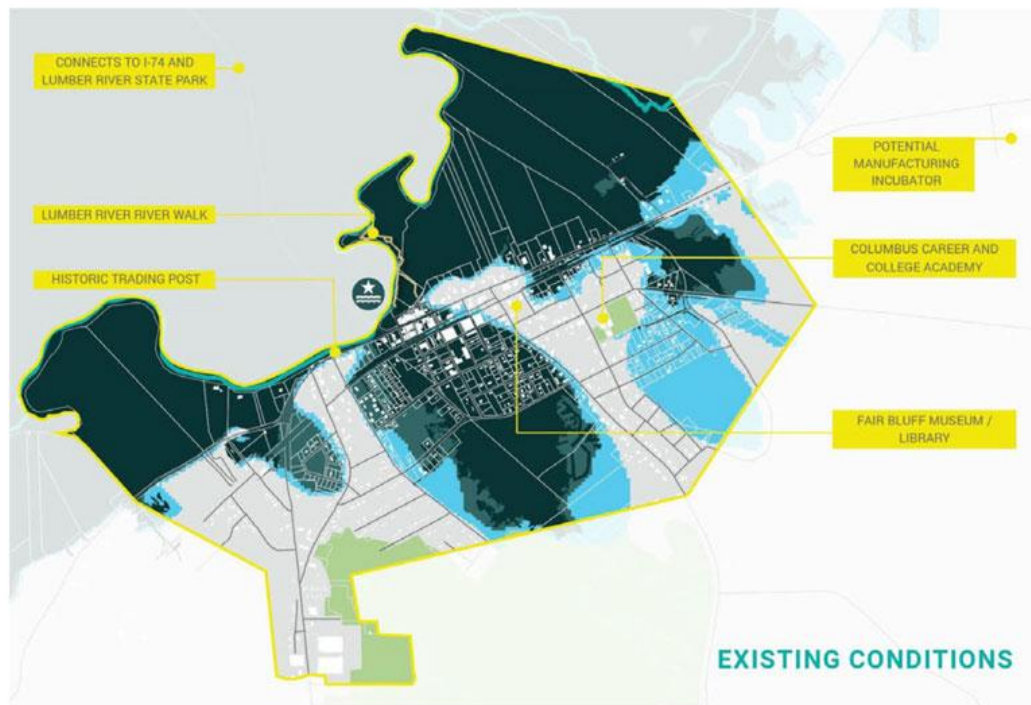 CONNECTS TO I-74 AND
LUMBER RIVER STATE PARK
POTENTIAL
MANUFACTURING
INCUBATOR
LUMBER RIVER RIVER WALK
COLUMBUS CAREER AND
COLLEGE ACADEMY
HISTORIC TRADING POST
FAIR BLUFF MUSEUM /
LIBRARY
EXISTING CONDITIONS